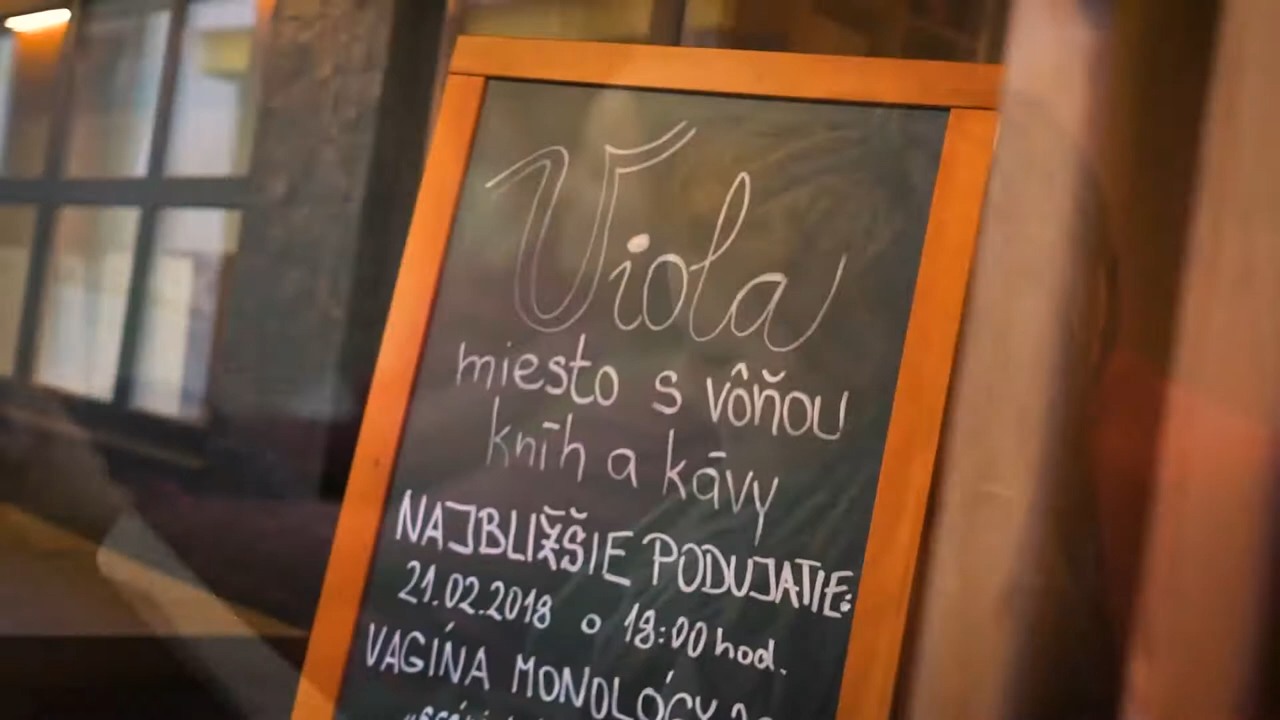 Viola
miesto s vôňou
kníh a kávy
NAJBLIŽŠIE PODUJATIE:
21.02.2018 o 18:00 hod.
VAGÍNA MONOLÓGY